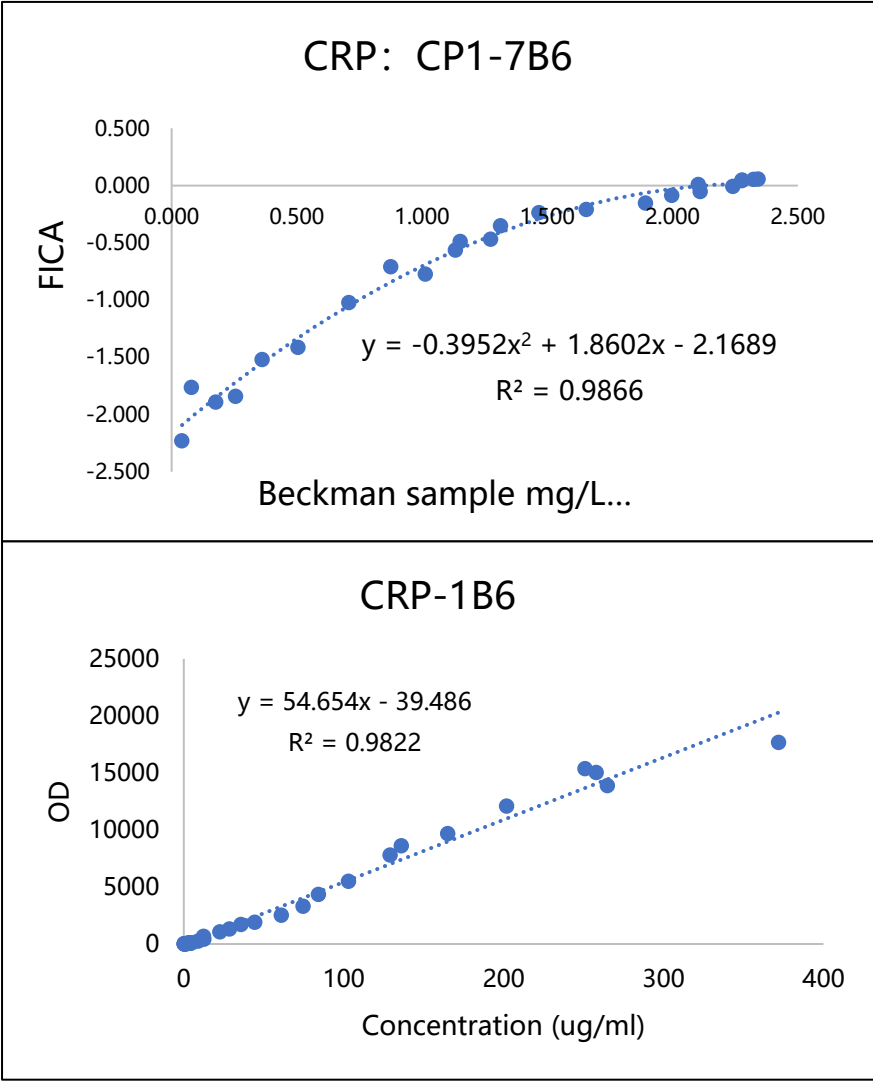 CRP： CP1-7B6
0.500
0.000
0.000 0.500 1.000 1.500 2.000 2.500
-0.500
-1.000
-1.500
-2.000
-2.500
FICA
y = -0.3952x² + 1.8602x - 2.1689
R² = 0.9866
Beckman sample mg/L...
CRP-1B6
25000
20000
15000
10000
5000
0
OD
y = 54.654x - 39.486
R² = 0.9822
0 100 200 300 400
Concentration (ug/ml)